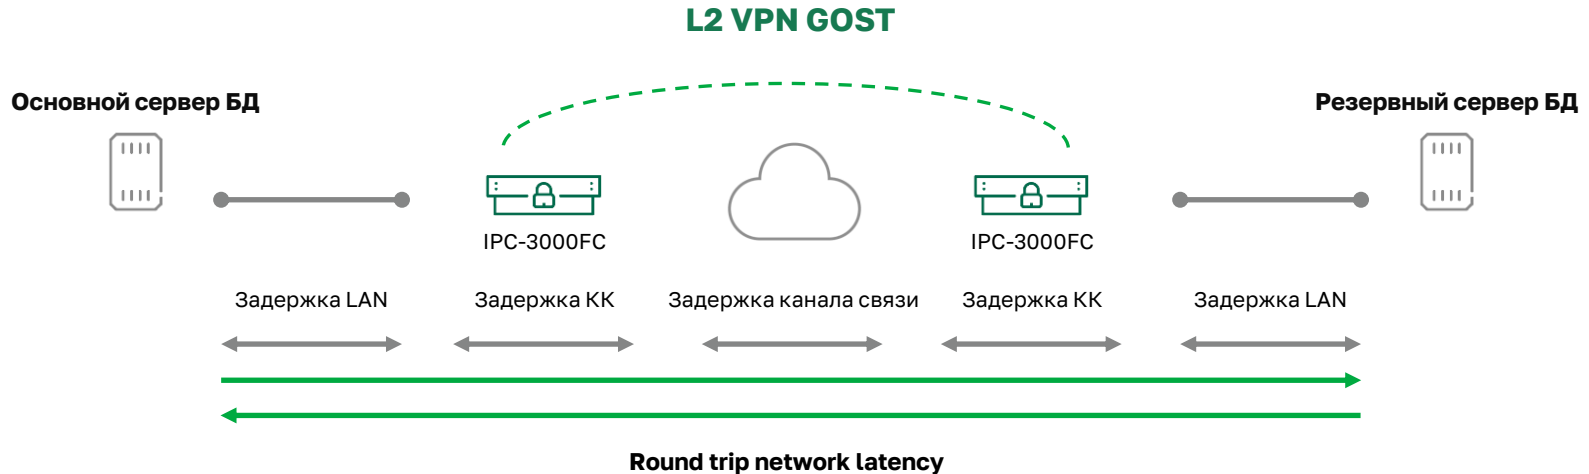 L2 VPN GOST
Основной сервер БД
Резервный сервер БД
IPC-3000FC
IPC-3000FC
Задержка LAN
Задержка КК
Задержка канала связи
Задержка КК
Задержка LAN
Round trip network latency